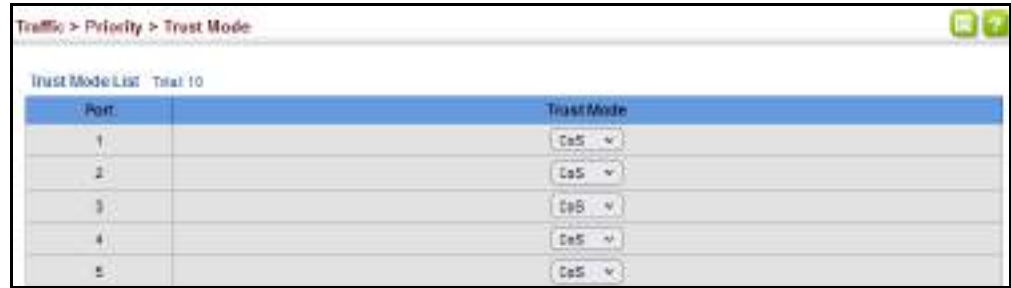 Traffic > Priority > Trust Mode
?
Trust Mode List Total 10
Port Trust Mode
1 CoS
2 CoS
3 CoS
4 CoS
5 CoS